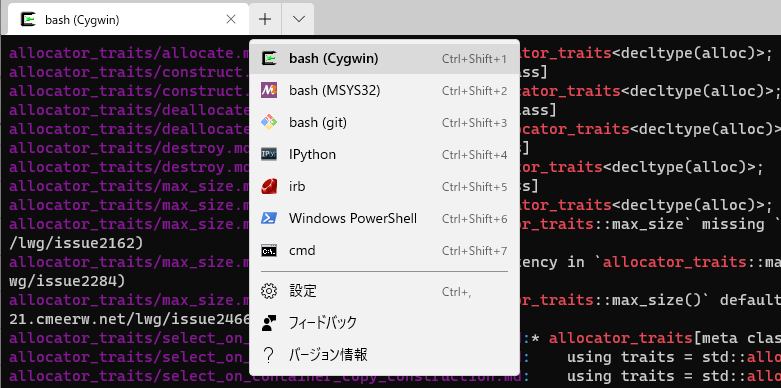 bash (Cygwin)
allocator_traits/allocate.m
ator_traits<decltype(alloc)>;
bash (Cygwin) Ctrl+Shift+1
allocator_traits/construct.
ass]
bash (MSYS32) Ctrl+Shift+2
allocator_traits/construct.
ator_traits<decltype(alloc)>;
allocator_traits/deallocate
ass]
bash (git) Ctrl+Shift+3
allocator_traits/deallocate
cator_traits<decltype(alloc)>
allocator_traits/destroy.md
ss]
IPython Ctrl+Shift+4
allocator_traits/destroy.md
ator_traits<decltype(alloc)>;
irb Ctrl+Shift+5
allocator_traits/max_size.m
ss]
allocator_traits/max_size.m
ator_traits<decltype(alloc)>;
Windows PowerShell Ctrl+Shift+6
allocator_traits/max_size.m
ator_traits::max_size` missing `
/lwg/issue2162)
cmd Ctrl+Shift+7
allocator_traits/max_size.m
tency in `allocator_traits::ma
wg/issue2284)
設定 Ctrl+,
allocator_traits/max_size.m
ator_traits::max_size()` default
21.cmeerw.net/lwg/issue2466
フィードバック
allocator_traits/select_on_
:* allocator_traits[meta clas
allocator_traits/select_on_
: using traits = std::allo
バージョン情報
allocator_traits/select_on_container_copy_construction.md: using traits = std::allo